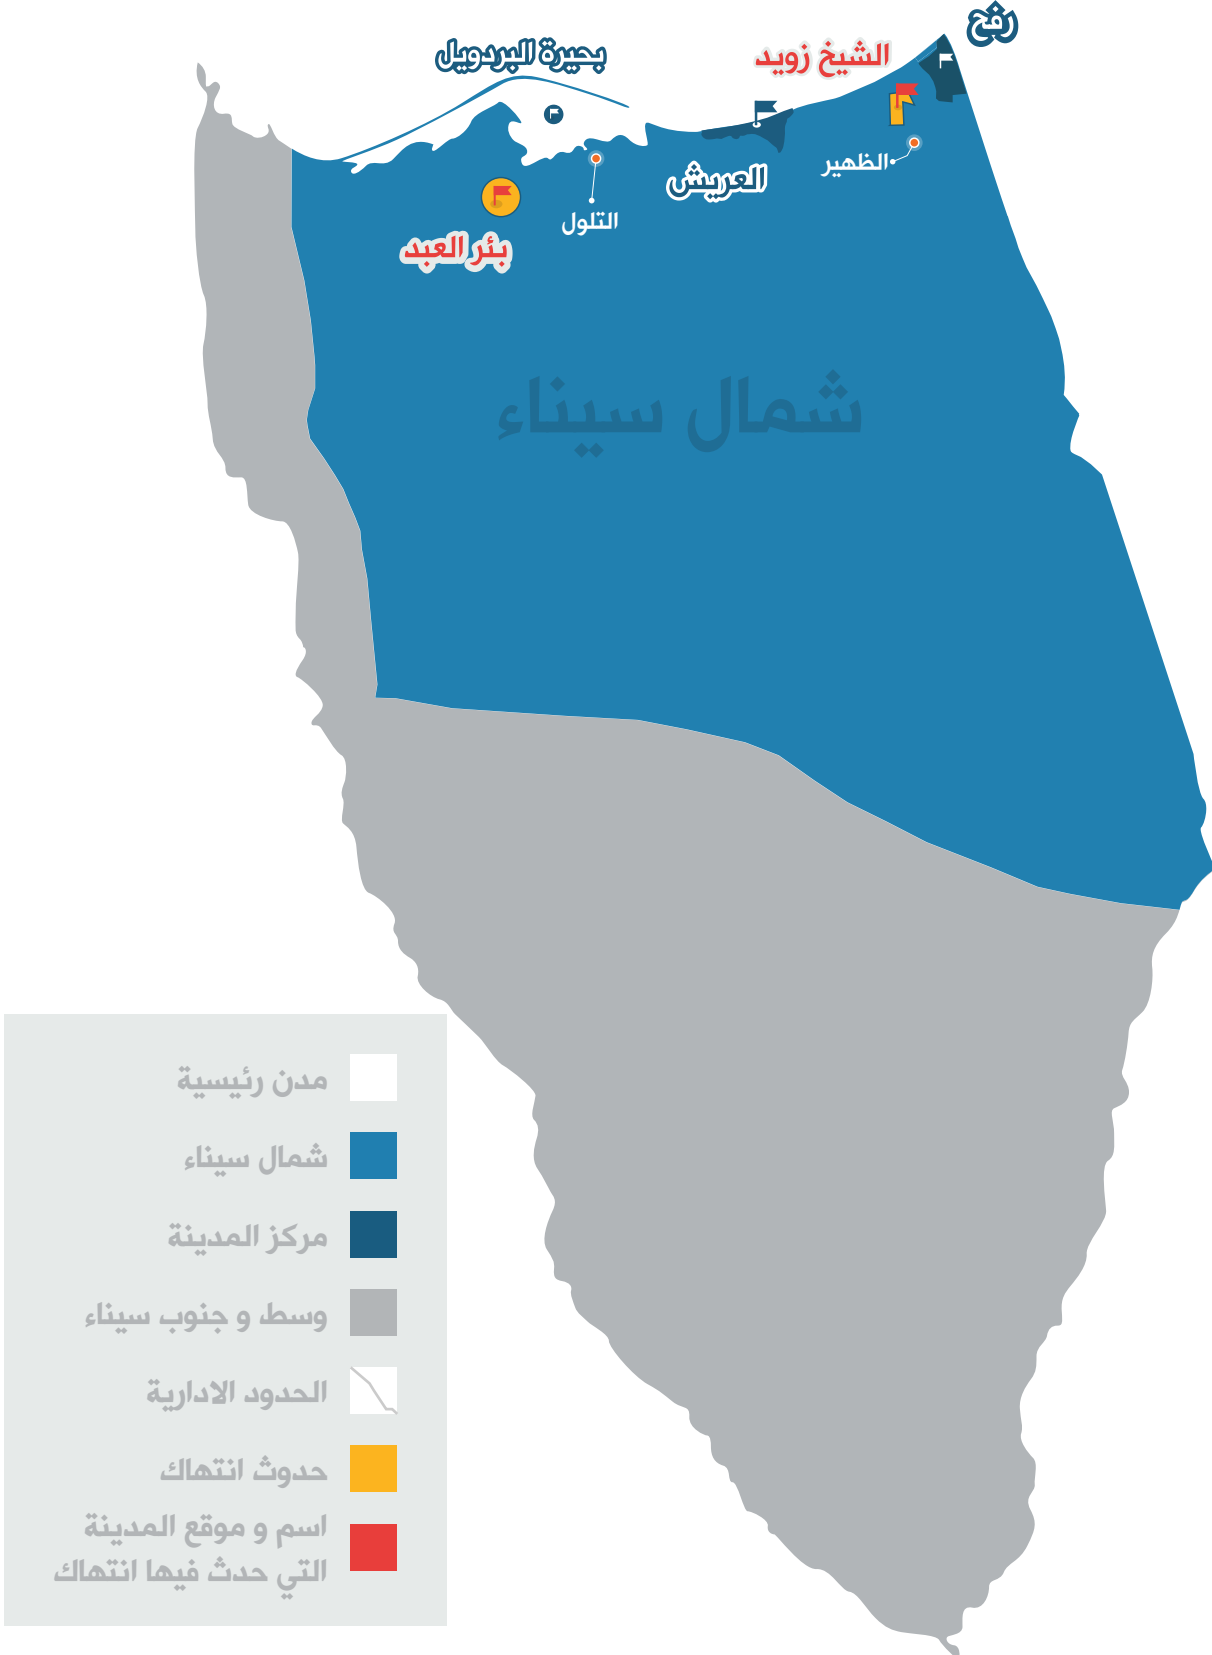 رفح
الشيخ زويد
بحيرة البردويل
الظهير
العريش
التلول
بئر العبد
شمال سيناء
مدن رئيسية
شمال سيناء
مركز المدينة
وسط و جنوب سيناء
الحدود الادارية
حدوث انتهاك
اسم و موقع المدينة
التي حدث فيها انتهاك